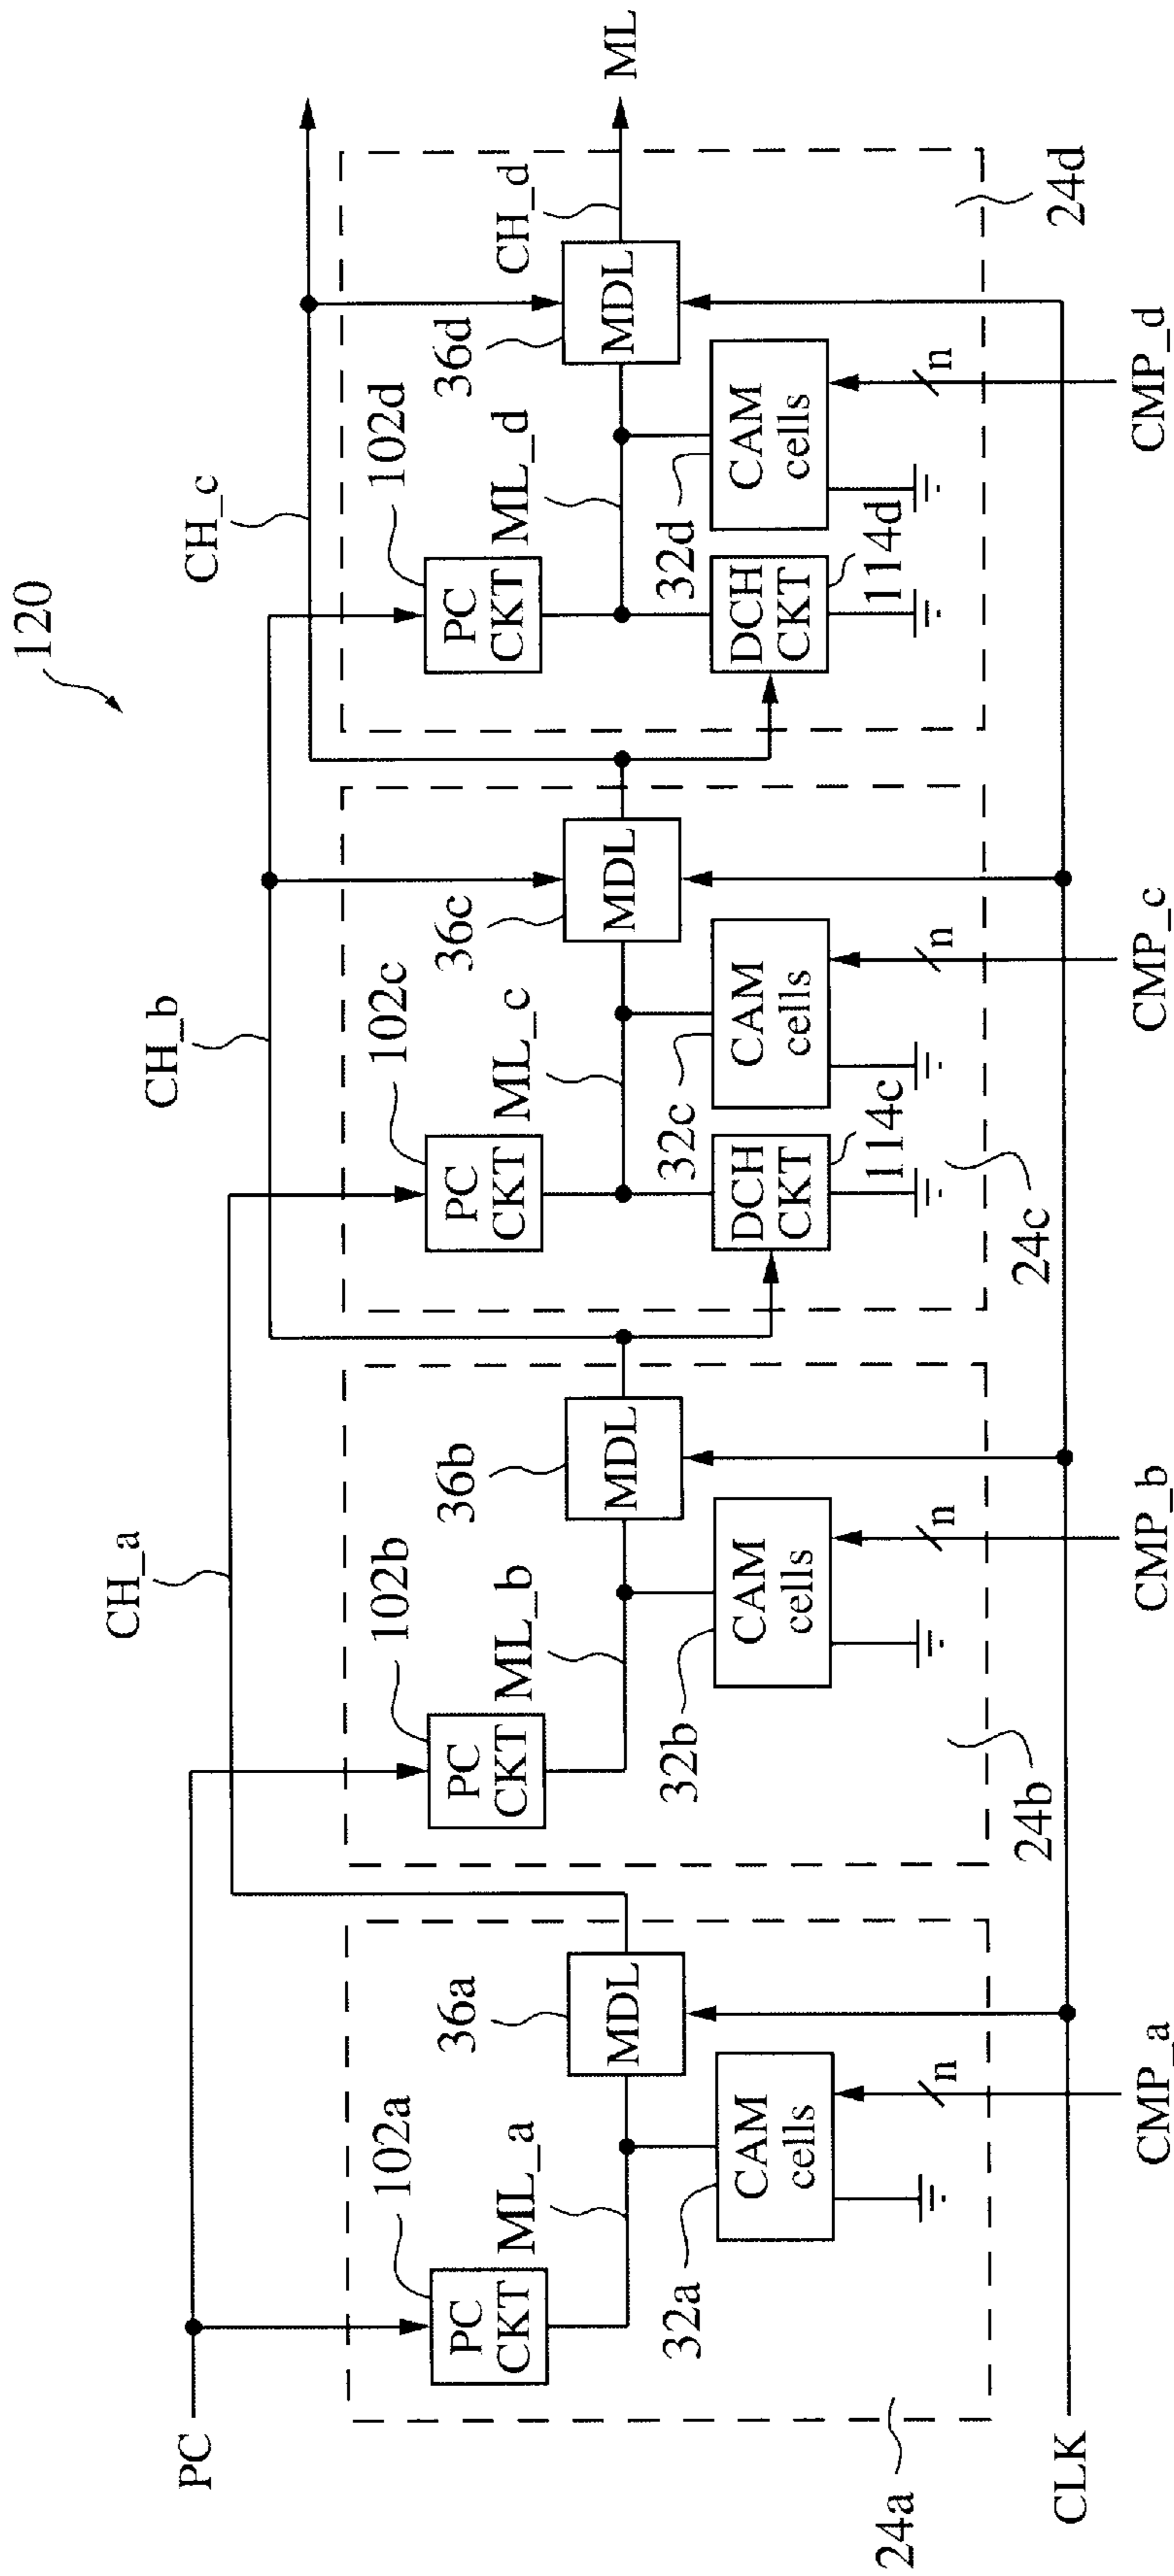 120
CH_a
CH_b
CH_c
PC
102a
PC
CKT
ML_a
36a
MDL
32a
CAM
cells
n
CMP_a
24a
102b
PC
CKT
ML_b
36b
MDL
32b
CAM
cells
n
CMP_b
24b
102c
PC
CKT
ML_c
36c
MDL
DCH
CKT
114c
32c
CAM
cells
n
CMP_c
24c
102d
PC
CKT
ML_d
36d
MDL
CH_d
ML
DCH
CKT
114d
32d
CAM
cells
n
CMP_d
24d
CLK